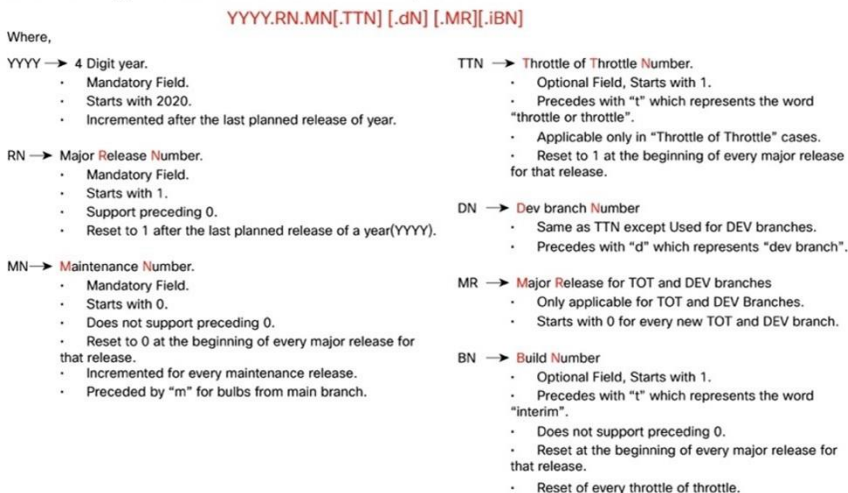 YYYY.RN.MN[.TTN] [.dN] [.MR][.iBN]
Where,
YYYY → 4 Digit year.
· Mandatory Field.
· Starts with 2020.
· Incremented after the last planned release of year.
RN → Major Release Number.
· Mandatory Field.
· Starts with 1.
· Support preceding 0.
· Reset to 1 after the last planned release of a year(YYYY).
MN → Maintenance Number.
· Mandatory Field.
· Starts with 0.
· Does not support preceding 0.
· Reset to 0 at the beginning of every major release for
that release.
· Incremented for every maintenance release.
· Preceded by “m” for bulbs from main branch.
TTN → Throttle of Throttle Number.
· Optional Field, Starts with 1.
· Precedes with “t” which represents the word
“throttle or throttle”.
· Applicable only in “Throttle of Throttle” cases.
· Reset to 1 at the beginning of every major release
for that release.
DN → Dev branch Number
· Same as TTN except Used for DEV branches.
· Precedes with “d” which represents “dev branch”.
MR → Major Release for TOT and DEV branches
· Only applicable for TOT and DEV Branches.
· Starts with 0 for every new TOT and DEV branch.
BN → Build Number
· Optional Field, Starts with 1.
· Precedes with “t” which represents the word
“interim”.
· Does not support preceding 0.
· Reset at the beginning of every major release for
that release.
· Reset of every throttle of throttle.